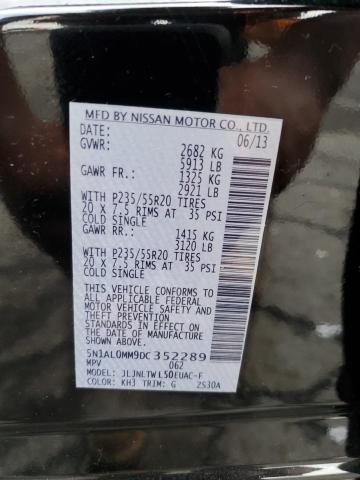 MFD BY NISSAN MOTOR CO., LTD.
DATE: 06/13
GVWR: 2682 KG
5913 LB
GAWR FR.: 1325 KG
2921 LB
WITH P235/55R20 TIRES
20 X 7.5 RIMS AT 35 PSI
COLD SINGLE
GAWR RR.: 1415 KG
3120 LB
WITH P235/55R20 TIRES
20 X 7.5 RIMS AT 35 PSI
COLD SINGLE
THIS VEHICLE CONFORMS
TO ALL APPLICABLE FEDERAL
MOTOR VEHICLE SAFETY
STANDARDS IN EFFECT ON
THE DATE OF MANUFACTURE
SHOWN ABOVE.
5N1AL0MM9DC352289
MPV 062
MODEL: JLJNLTWL50EUAC-F
COLOR: KH3 TRIM: G 2S30A